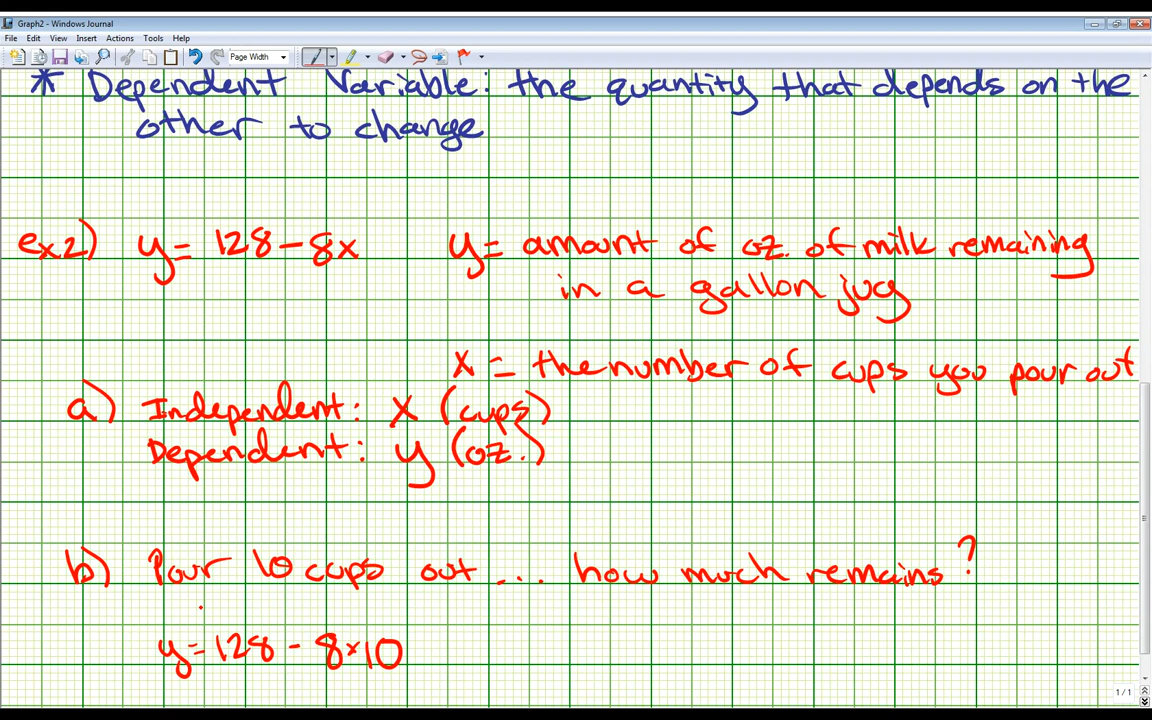 Graph2 - Windows Journal
File Edit View Insert Actions Tools Help
Page Width
* Dependent Variable: the quantity that depends on the
other to change
ex2) y = 128 - 8x y = amount of oz. of milk remaining
in a gallon jug
x = the number of cups you pour out
a) Independent: x (cups)
Dependent: y (oz.)
b) Pour 10 cups out ... how much remains?
y = 128 - 8 × 10
1 / 1